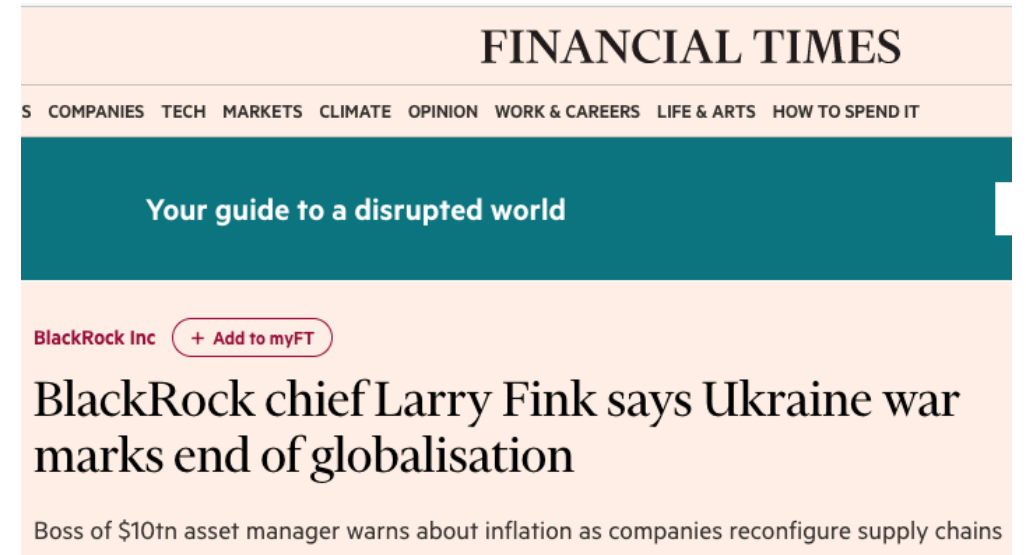 FINANCIAL TIMES
S COMPANIES TECH MARKETS CLIMATE OPINION WORK & CAREERS LIFE & ARTS HOW TO SPEND IT
Your guide to a disrupted world
BlackRock Inc + Add to myFT
BlackRock chief Larry Fink says Ukraine war
marks end of globalisation
Boss of $10tn asset manager warns about inflation as companies reconfigure supply chains